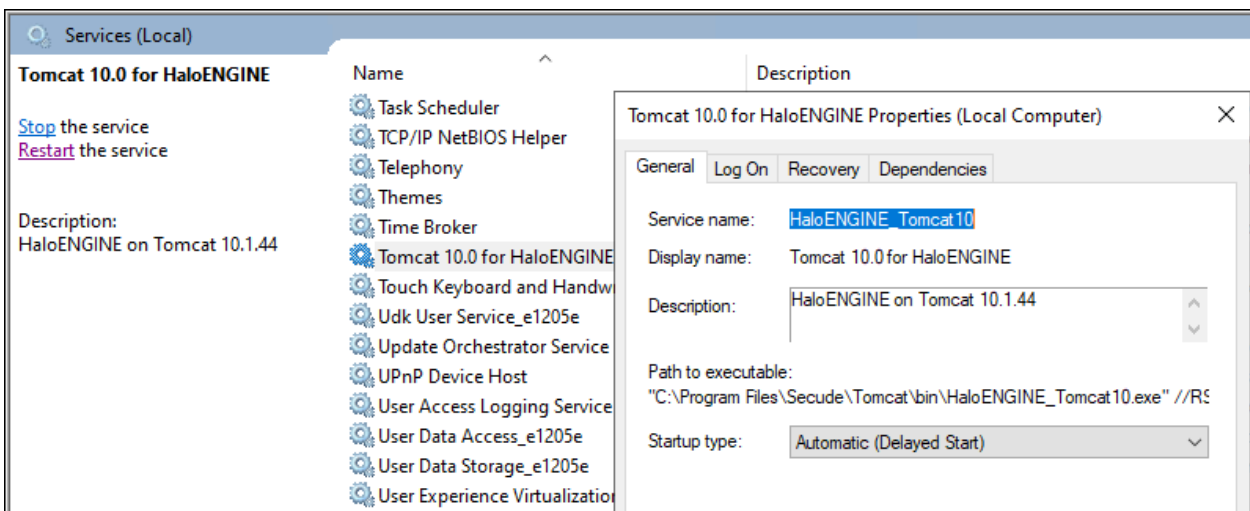 Services (Local)
Tomcat 10.0 for HaloENGINE
Stop the service
Restart the service
Description:
HaloENGINE on Tomcat 10.1.44
Name
Description
Task Scheduler
TCP/IP NetBIOS Helper
Telephony
Themes
Time Broker
Tomcat 10.0 for HaloENGINE
Touch Keyboard and Handw
Udk User Service_e1205e
Update Orchestrator Service
UPnP Device Host
User Access Logging Service
User Data Access_e1205e
User Data Storage_e1205e
User Experience Virtualization
Tomcat 10.0 for HaloENGINE Properties (Local Computer)
General Log On Recovery Dependencies
Service name: HaloENGINE_Tomcat10
Display name: Tomcat 10.0 for HaloENGINE
Description: HaloENGINE on Tomcat 10.1.44
Path to executable:
"C:\Program Files\Secude\Tomcat\bin\HaloENGINE_Tomcat10.exe" //RS
Startup type: Automatic (Delayed Start)